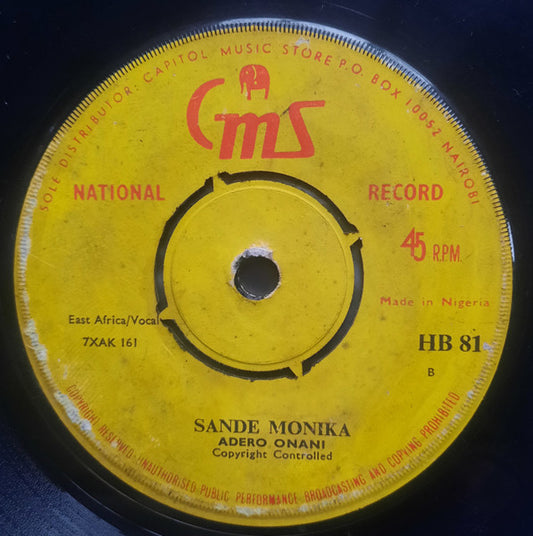 SOLE DISTRIBUTOR: CAPITOL MUSIC STORE P.O. BOX 10052 NAIROBI
CMS
NATIONAL RECORD
45 R.P.M.
Made in Nigeria
East Africa/Vocal
7XAK 161
HB 81
B
SANDE MONIKA
ADERO ONANI
Copyright Controlled
COPYRIGHT RESERVED-UNAUTHORISED PUBLIC PERFORMANCE BROADCASTING AND COPYING PROHIBITED